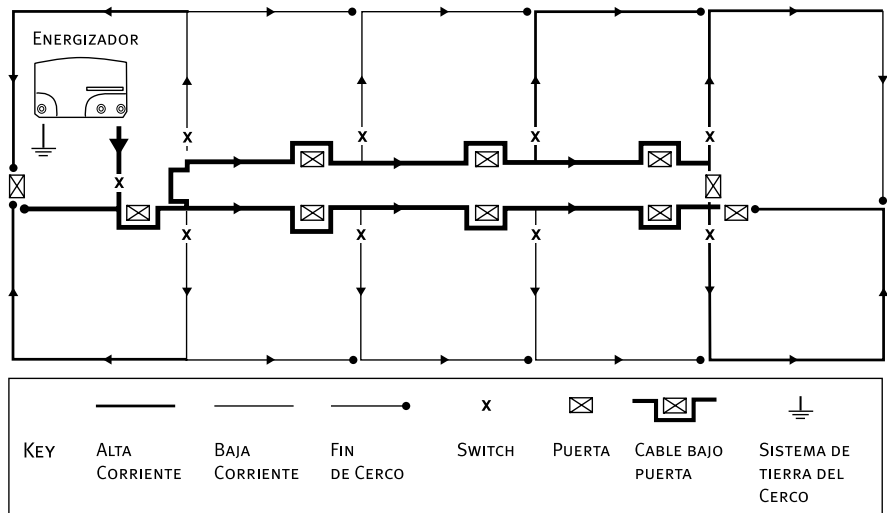 ENERGIZADOR
X
X
X
X
X
X
X
X
X
X
KEY
ALTA
CORRIENTE
BAJA
CORRIENTE
FIN
DE CERCO
X
SWITCH
PUERTA
CABLE BAJO
PUERTA
SISTEMA DE
TIERRA DEL
CERCO